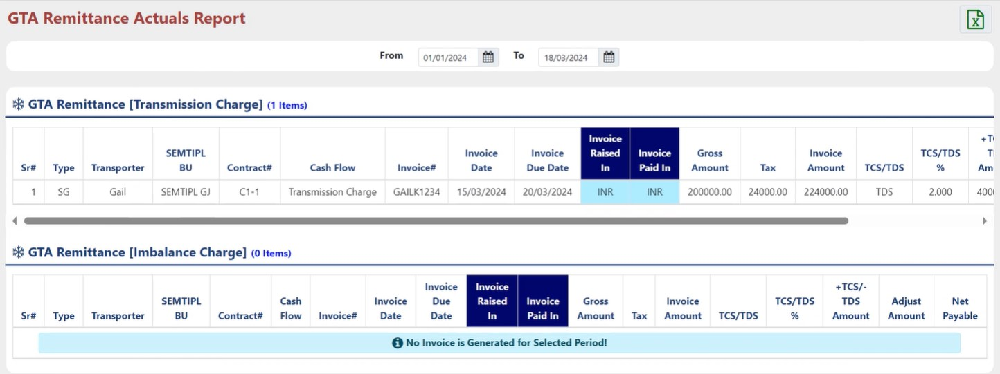 GTA Remittance Actuals Report
From 01/01/2024 To 18/03/2024
GTA Remittance [Transmission Charge] (1 Items)
Sr# Type Transporter SEMTIPL BU Contract# Cash Flow Invoice# Invoice Date Invoice Due Date Invoice Raised In Invoice Paid In Gross Amount Tax Invoice Amount TCS/TDS TCS/TDS %
1 SG Gail SEMTIPL GJ C1-1 Transmission Charge GAILK1234 15/03/2024 20/03/2024 INR INR 200000.00 24000.00 224000.00 TDS 2.000
GTA Remittance [Imbalance Charge] (0 Items)
Sr# Type Transporter SEMTIPL BU Contract# Cash Flow Invoice# Invoice Date Invoice Due Date Invoice Raised In Invoice Paid In Gross Amount Tax Invoice Amount TCS/TDS TCS/TDS % +TCS/- TDS Amount Adjust Amount Net Payable
No Invoice is Generated for Selected Period!